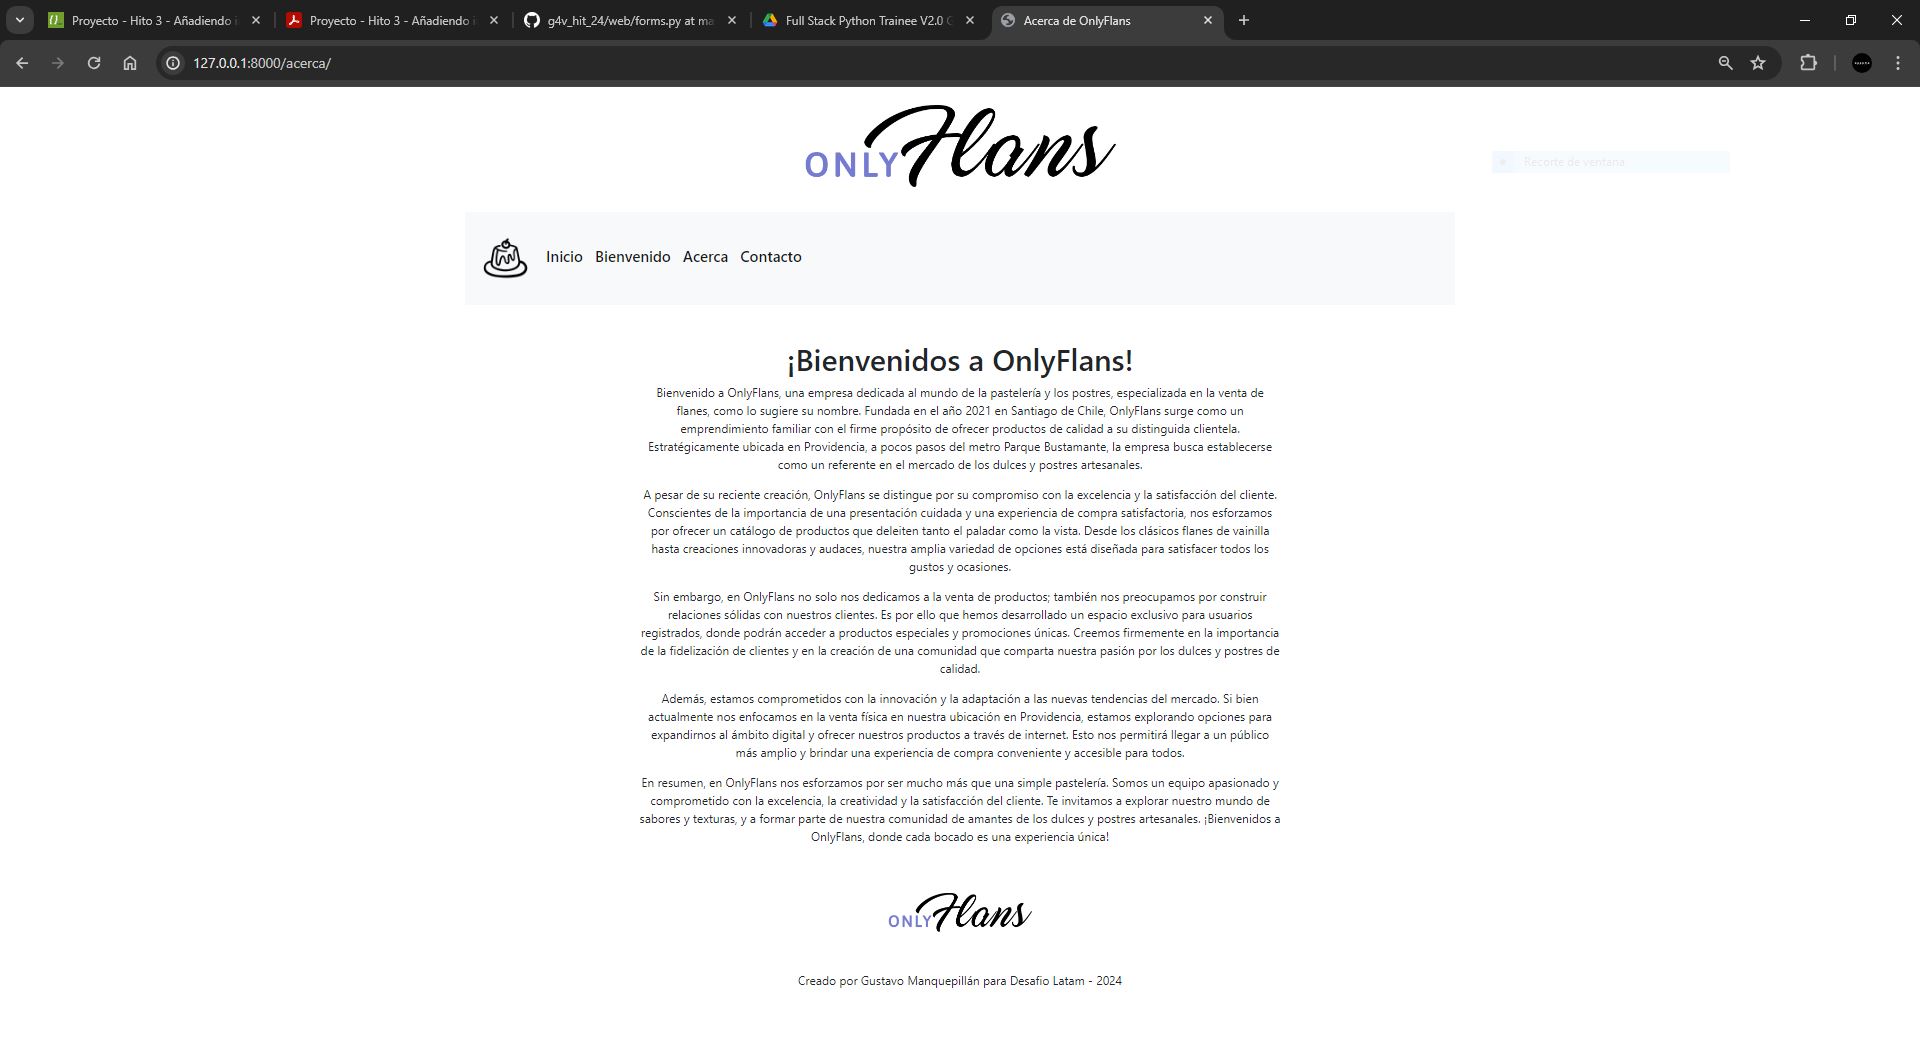 Proyecto - Hito 3 - Añadiendo i
Proyecto - Hito 3 - Añadiendo i
g4v_hit_24/web/forms.py at ma
Full Stack Python Trainee V2.0 G
Acerca de OnlyFlans
127.0.0.1:8000/acerca/
ONLY Flans
Recorte de ventana
Inicio Bienvenido Acerca Contacto
¡Bienvenidos a OnlyFlans!
Bienvenido a OnlyFlans, una empresa dedicada al mundo de la pastelería y los postres, especializada en la venta de
flanes, como lo sugiere su nombre. Fundada en el año 2021 en Santiago de Chile, OnlyFlans surge como un
emprendimiento familiar con el firme propósito de ofrecer productos de calidad a su distinguida clientela.
Estratégicamente ubicada en Providencia, a pocos pasos del metro Parque Bustamante, la empresa busca establecerse
como un referente en el mercado de los dulces y postres artesanales.
A pesar de su reciente creación, OnlyFlans se distingue por su compromiso con la excelencia y la satisfacción del cliente.
Conscientes de la importancia de una presentación cuidada y una experiencia de compra satisfactoria, nos esforzamos
por ofrecer un catálogo de productos que deleiten tanto el paladar como la vista. Desde los clásicos flanes de vainilla
hasta creaciones innovadoras y audaces, nuestra amplia variedad de opciones está diseñada para satisfacer todos los
gustos y ocasiones.
Sin embargo, en OnlyFlans no solo nos dedicamos a la venta de productos; también nos preocupamos por construir
relaciones sólidas con nuestros clientes. Es por ello que hemos desarrollado un espacio exclusivo para usuarios
registrados, donde podrán acceder a productos especiales y promociones únicas. Creemos firmemente en la importancia
de la fidelización de clientes y en la creación de una comunidad que comparta nuestra pasión por los dulces y postres de
calidad.
Además, estamos comprometidos con la innovación y la adaptación a las nuevas tendencias del mercado. Si bien
actualmente nos enfocamos en la venta física en nuestra ubicación en Providencia, estamos explorando opciones para
expandirnos al ámbito digital y ofrecer nuestros productos a través de internet. Esto nos permitirá llegar a un público
más amplio y brindar una experiencia de compra conveniente y accesible para todos.
En resumen, en OnlyFlans nos esforzamos por ser mucho más que una simple pastelería. Somos un equipo apasionado y
comprometido con la excelencia, la creatividad y la satisfacción del cliente. Te invitamos a explorar nuestro mundo de
sabores y texturas, y a formar parte de nuestra comunidad de amantes de los dulces y postres artesanales. ¡Bienvenidos a
OnlyFlans, donde cada bocado es una experiencia única!
ONLY Flans
Creado por Gustavo Manquepillán para Desafio Latam - 2024